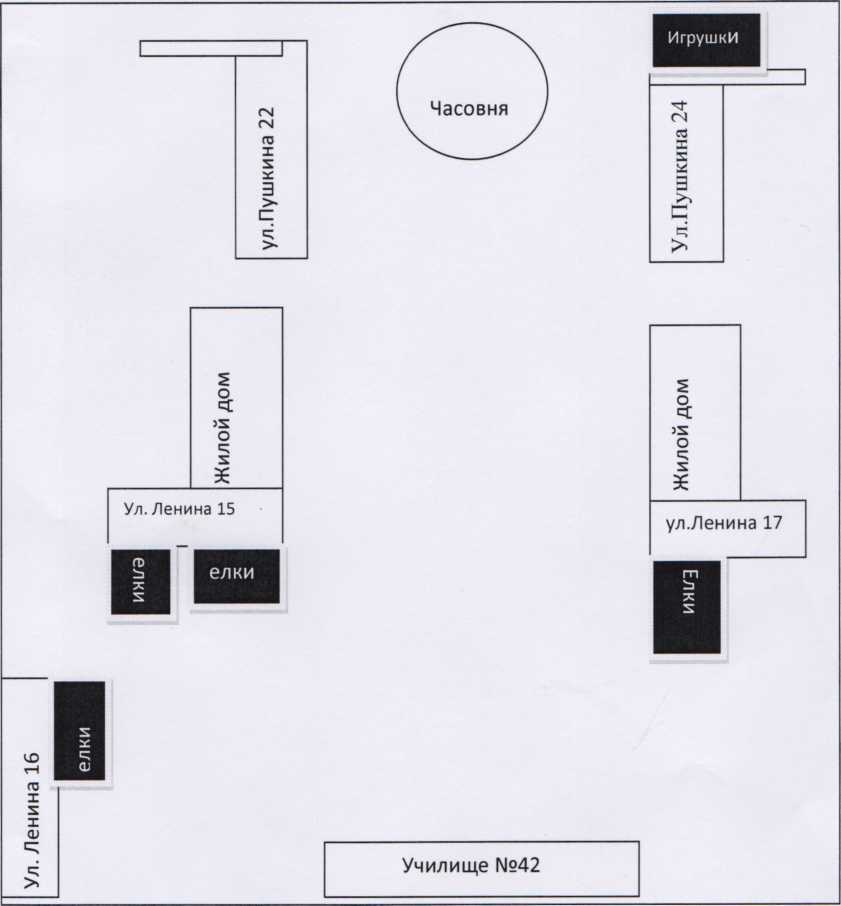 Игрушки
Часовня
ул.Пушкина 22
Ул.Пушкина 24
Жилой дом
Жилой дом
Ул. Ленина 15
ул.Ленина 17
елки
елки
Елки
елки
Ул. Ленина 16
Училище №42